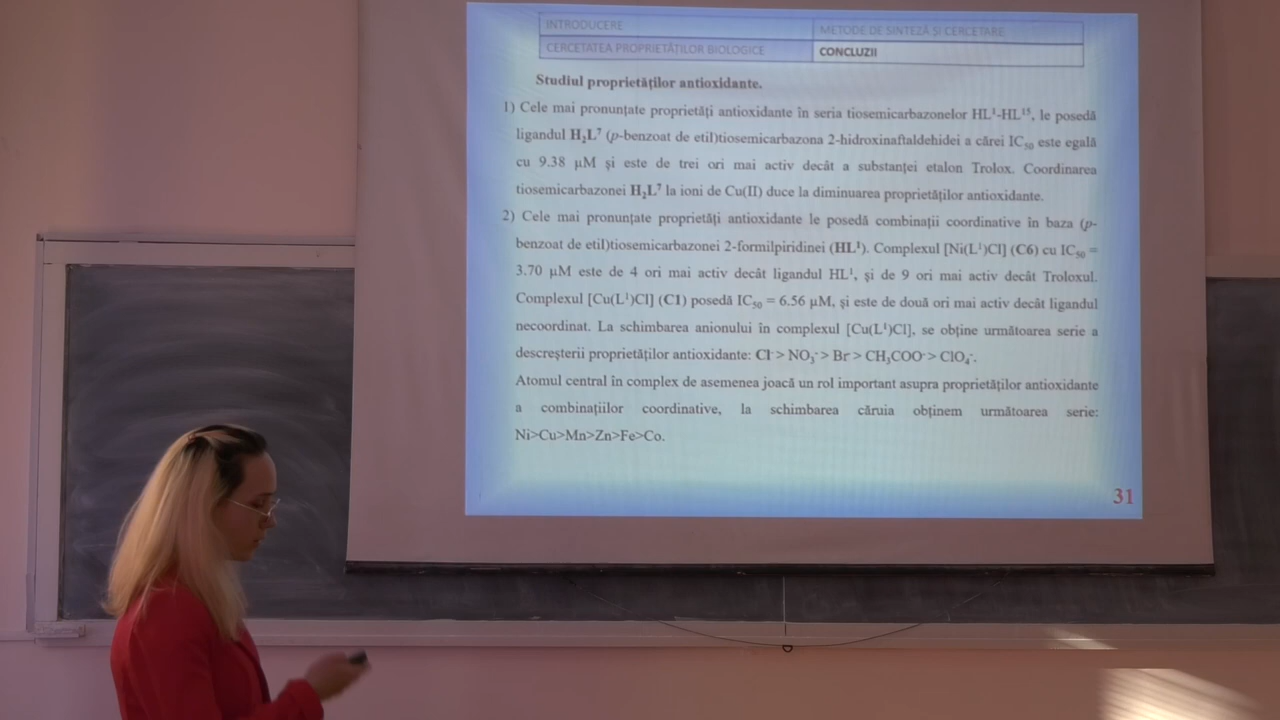 INTRODUCERE
METODE DE SINTEZĂ ȘI CERCETARE
CERCETATEA PROPRIETĂȚILOR BIOLOGICE
CONCLUZII
Studiul proprietăților antioxidante.
1) Cele mai pronunțate proprietăți antioxidante în seria tiosemicarbazonelor HL¹-HL¹⁵, le posedă
ligandul H₂L⁷ (p-benzoat de etil)tiosemicarbazona 2-hidroxinaftaldehidei a cărei IC₅₀ este egală
cu 9.38 µM și este de trei ori mai activ decât a substanței etalon Trolox. Coordinarea
tiosemicarbazonei H₂L⁷ la ioni de Cu(II) duce la diminuarea proprietăților antioxidante.
2) Cele mai pronunțate proprietăți antioxidante le posedă combinații coordinative în baza (p-
benzoat de etil)tiosemicarbazonei 2-formilpiridinei (HL¹). Complexul [Ni(L¹)Cl] (C6) cu IC₅₀ =
3.70 µM este de 4 ori mai activ decât ligandul HL¹, și de 9 ori mai activ decât Troloxul.
Complexul [Cu(L¹)Cl] (C1) posedă IC₅₀ = 6.56 µM, și este de două ori mai activ decât ligandul
necoordinat. La schimbarea anionului în complexul [Cu(L¹)Cl], se obține următoarea serie a
descreșterii proprietăților antioxidante: Cl⁻> NO₃⁻> Br⁻> CH₃COO⁻> ClO₄⁻.
Atomul central în complex de asemenea joacă un rol important asupra proprietăților antioxidante
a combinațiilor coordinative, la schimbarea căruia obținem următoarea serie:
Ni>Cu>Mn>Zn>Fe>Co.
31